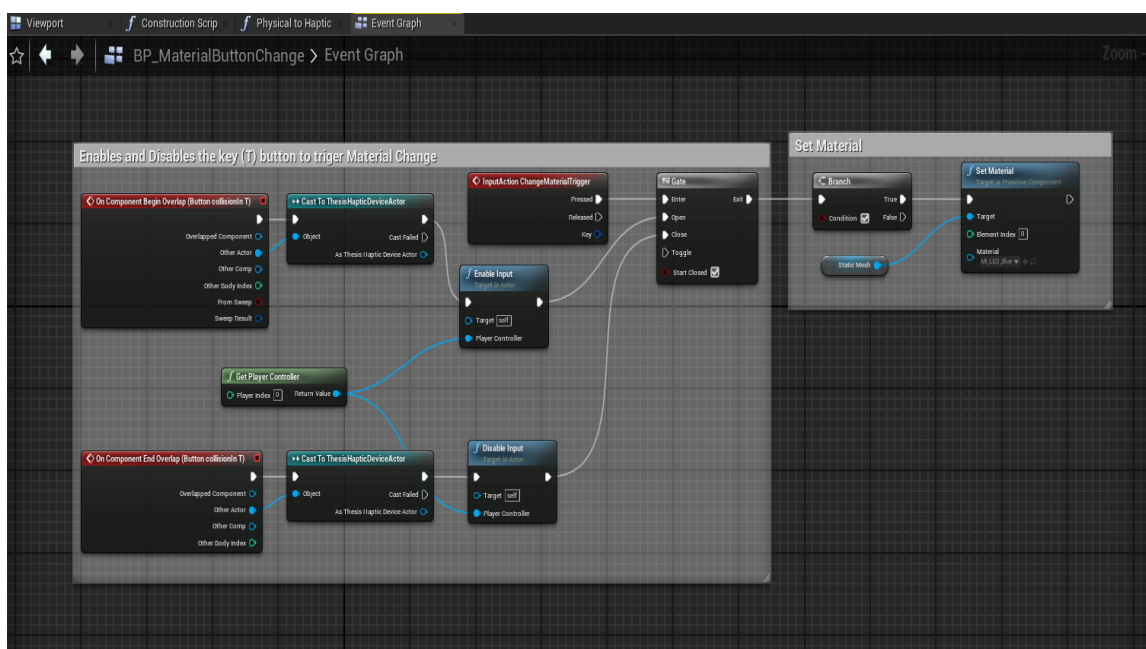 Viewport
Construction Scrip
Physical to Haptic
Event Graph
BP_MaterialButtonChange > Event Graph
Zoom -
Enables and Disables the key (T) button to triger Material Change
On Component Begin Overlap (Button collisionIn T)
Overlapped Component
Other Actor
Other Comp
Other Body Index
From Sweep
Sweep Result
Cast To ThesisHapticDeviceActor
Object
Cast Failed
As Thesis Haptic Device Actor
InputAction ChangeMaterialTrigger
Pressed
Released
Key
Enable Input
Target is Actor
Target self
Player Controller
Gate
Enter Exit
Open
Close
Toggle
Start Closed
Get Player Controller
Player Index 0 Return Value
On Component End Overlap (Button collisionIn T)
Overlapped Component
Other Actor
Other Comp
Other Body Index
Cast To ThesisHapticDeviceActor
Object
Cast Failed
As Thesis Haptic Device Actor
Disable Input
Target is Actor
Target self
Player Controller
Set Material
Branch
True
Condition False
Static Mesh
Set Material
Target is Primitive Component
Target
Element Index 0
Material
M_LED_Blue